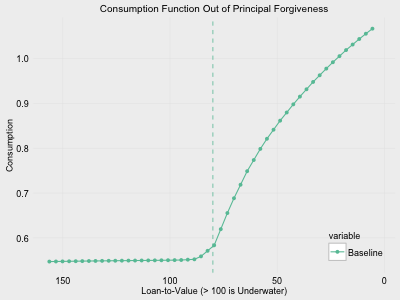 Consumption Function Out of Principal Forgiveness
Consumption
1.0
0.9
0.8
0.7
0.6
150
100
50
0
Loan-to-Value (> 100 is Underwater)
variable
Baseline